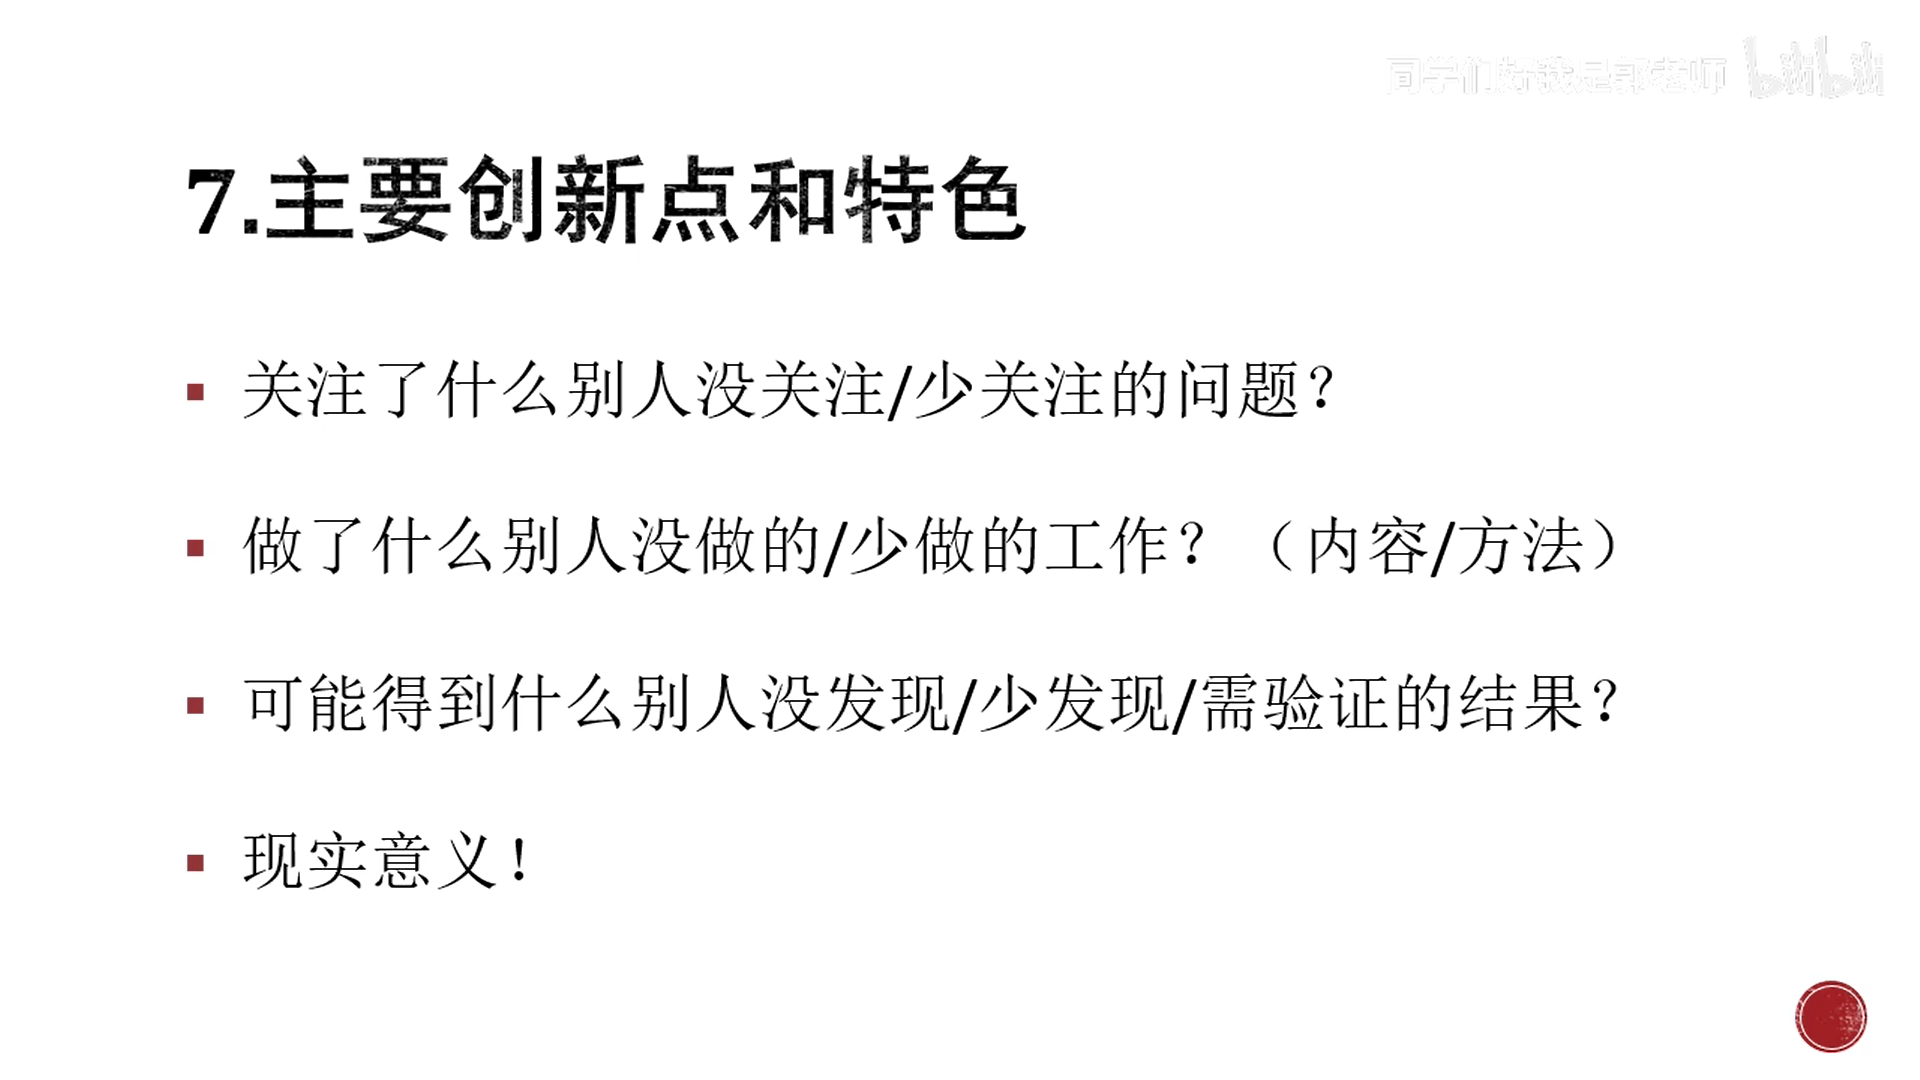 同学们好我是郭老师 bilibili
7.主要创新点和特色
▪ 关注了什么别人没关注/少关注的问题？
▪ 做了什么别人没做的/少做的工作？（内容/方法）
▪ 可能得到什么别人没发现/少发现/需验证的结果？
▪ 现实意义！